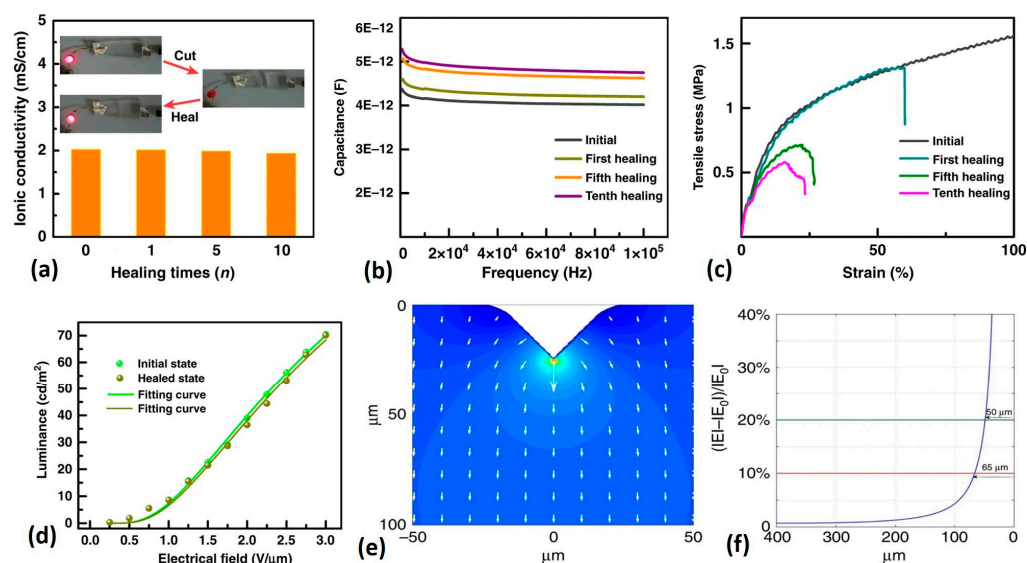 5
4
3
2
1
0
Ionic conductivity (mS/cm)
Cut
Heal
0 1 5 10
Healing times (n)
(a)
6E−12
5E−12
4E−12
3E−12
2E−12
Capacitance (F)
Initial
First healing
Fifth healing
Tenth healing
2×10⁴ 4×10⁴ 6×10⁴ 8×10⁴ 1×10⁵
Frequency (Hz)
(b)
1.5
1
0.5
Tensile stress (MPa)
Initial
First healing
Fifth healing
Tenth healing
0 25 50 75 100
Strain (%)
(c)
70
60
50
40
30
20
10
0
Luminance (cd/m²)
Initial state
Healed state
Fitting curve
Fitting curve
0.0 0.5 1.0 1.5 2.0 2.5 3.0
Electrical field (V/μm)
(d)
0
50
100
μm
−50 0 50
μm
(e)
40%
30%
20%
10%
0
(IEI–IE₀I)/IE₀I
50 μm
65 μm
400 300 200 100 0
μm
(f)